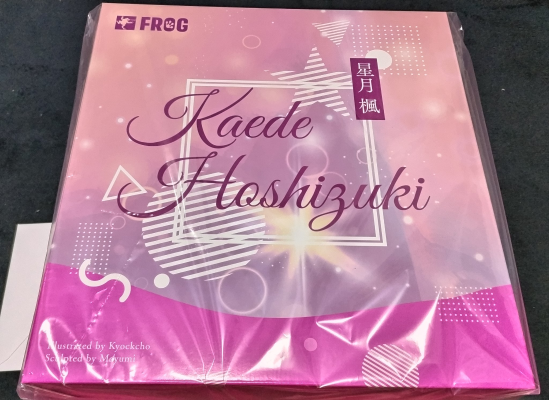 FROG
星月 楓
Kaede
Hoshizuki
Illustrated by Kyockcho
Sculpted by Mayumi